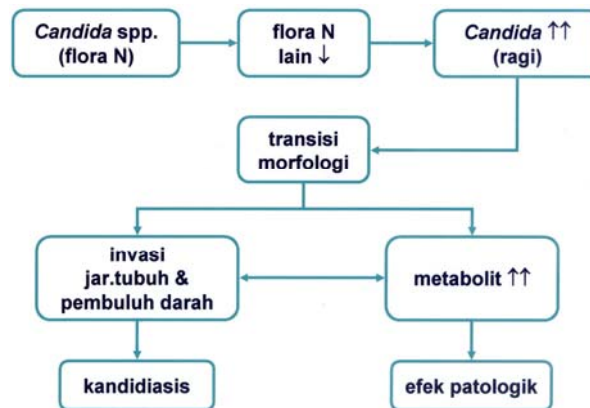 Candida spp.
(flora N)
flora N
lain ↓
Candida ↑↑
(ragi)
transisi
morfologi
invasi
jar.tubuh &
pembuluh darah
metabolit ↑↑
kandidiasis
efek patologik